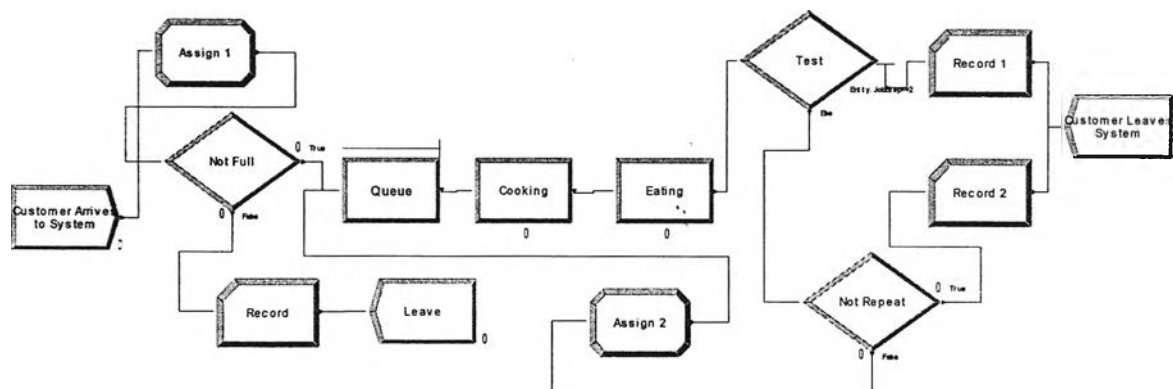 Assign 1
Not Full
0 True
0
False
Customer Arrives
to System
0
Queue
Cooking
0
Eating
0
Test
Else
Record 1
Customer Leaves
System
Record 2
Record
Leave
0
Assign 2
Not Repeat
0 True
0
False